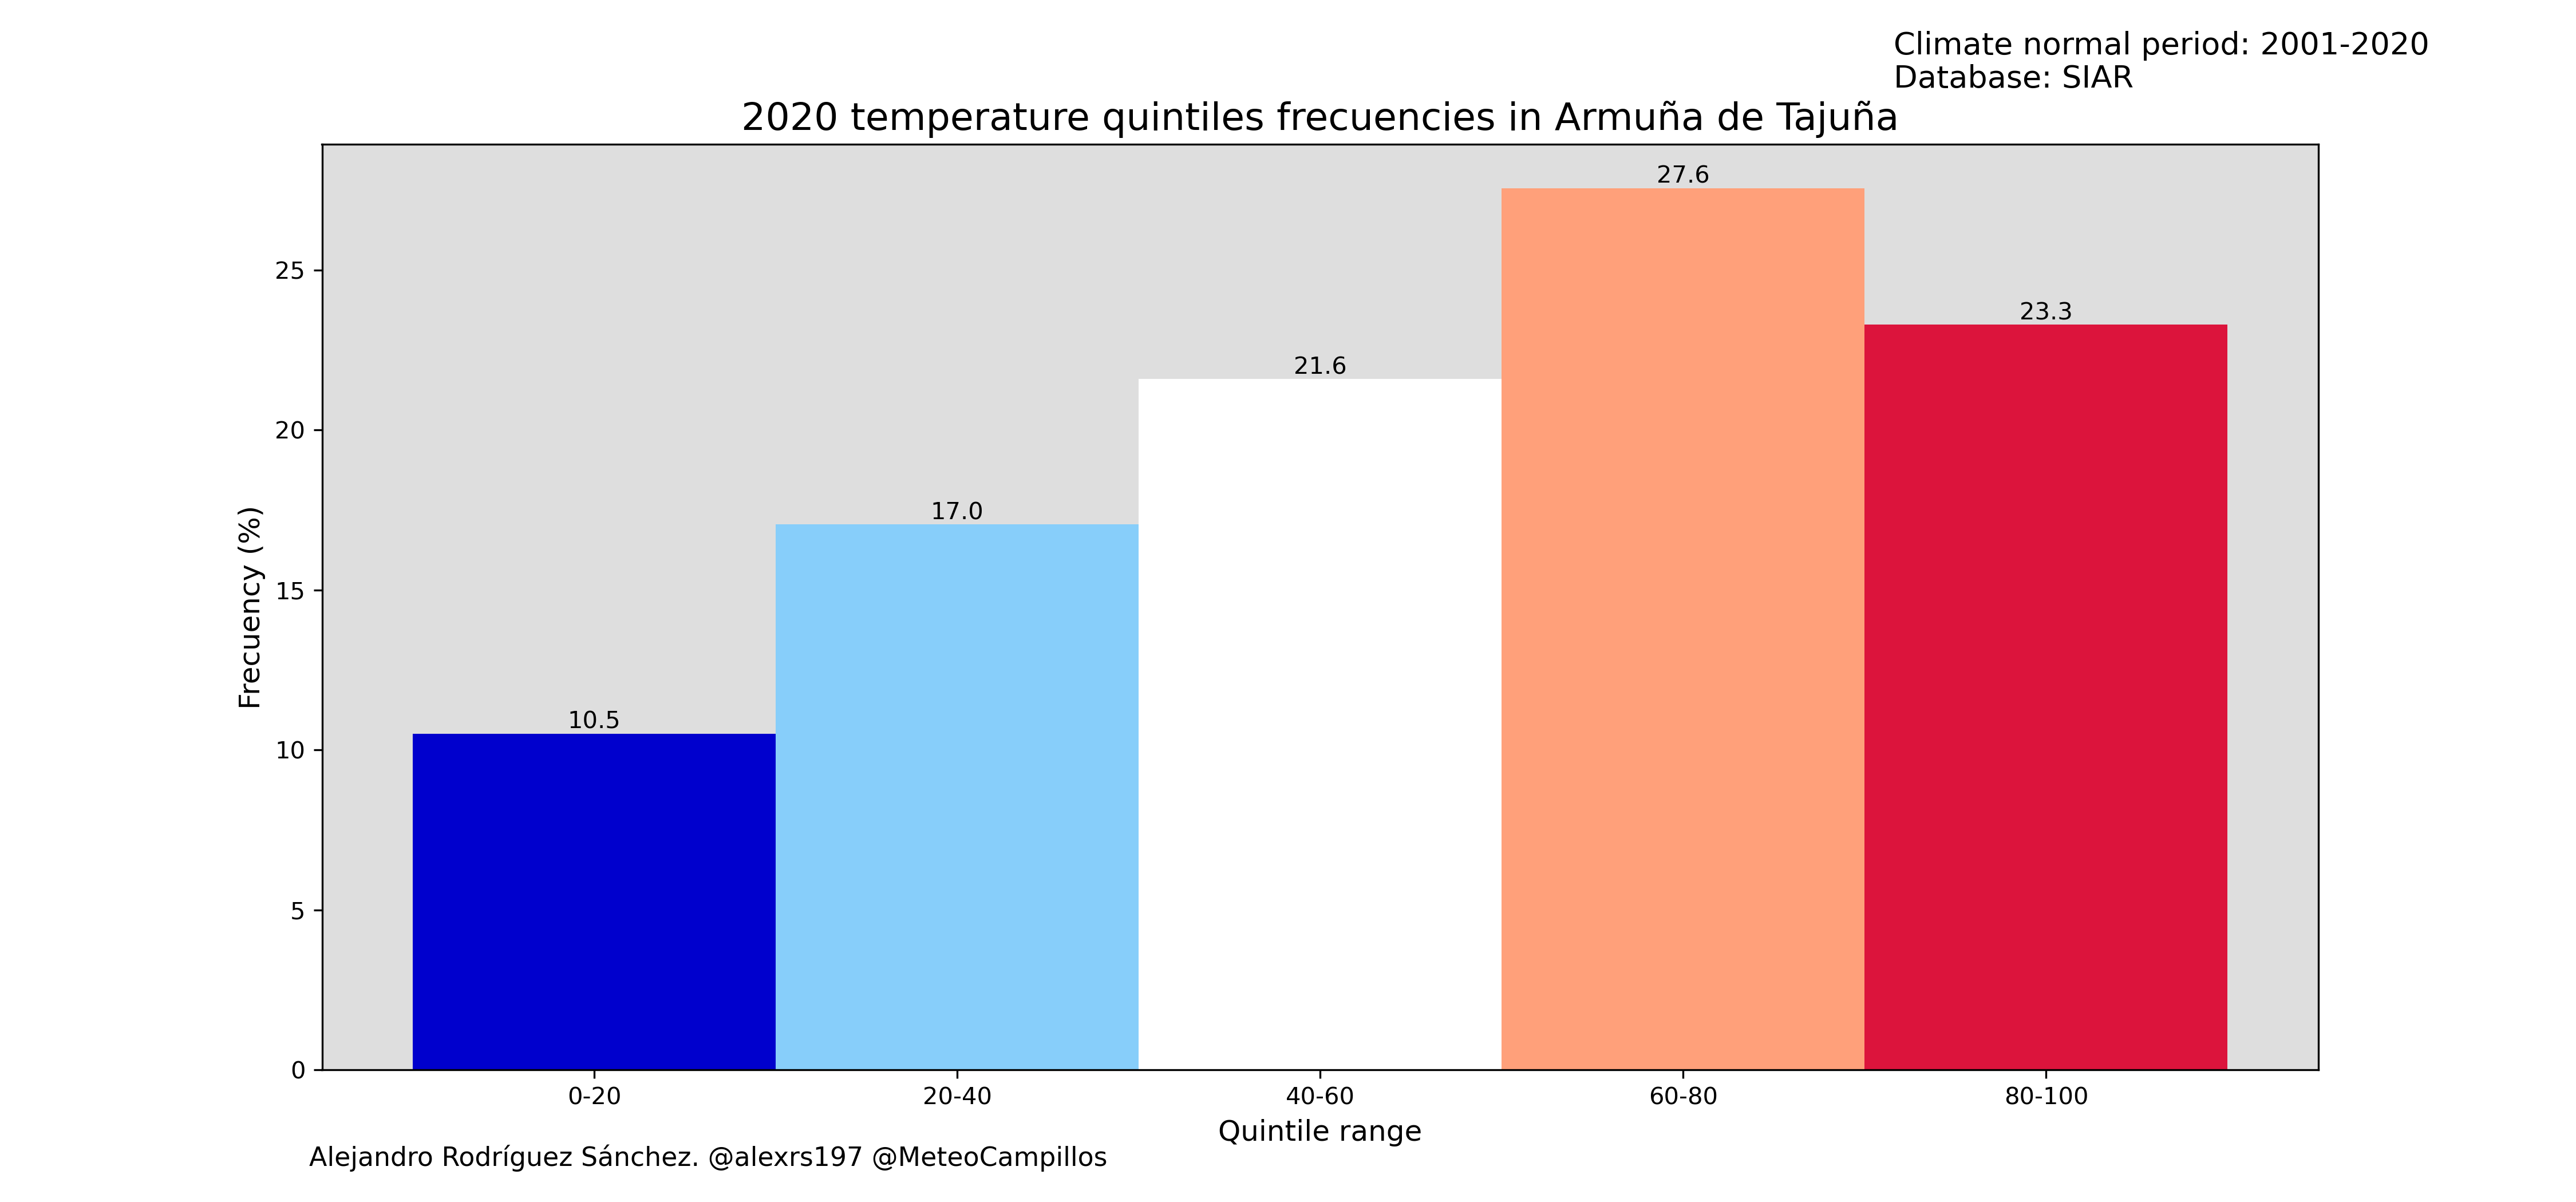 Climate normal period: 2001-2020
Database: SIAR
2020 temperature quintiles frecuencies in Armuña de Tajuña
27.6
25
23.3
21.6
20
17.0
Frecuency (%)
15
10.5
10
5
0
0-20
20-40
40-60
60-80
80-100
Quintile range
Alejandro Rodríguez Sánchez. @alexrs197 @MeteoCampillos